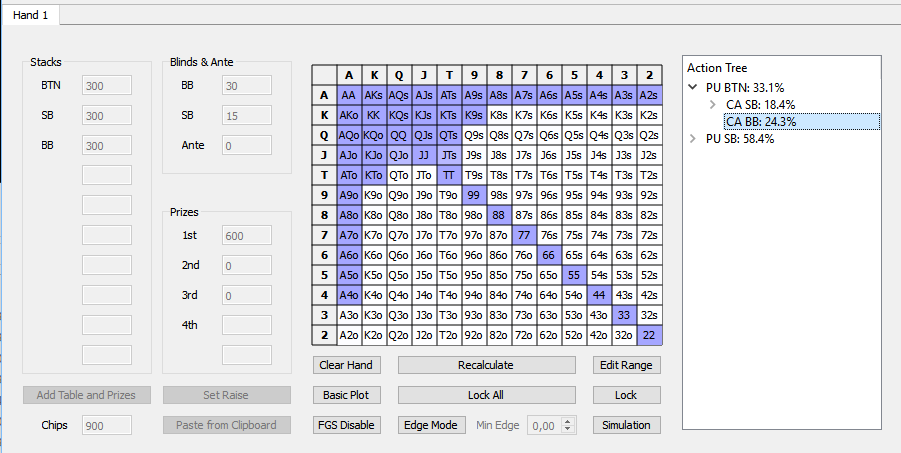 Hand 1
Stacks
BTN 300
SB 300
BB 300
Add Table and Prizes
Chips 900
Blinds & Ante
BB 30
SB 15
Ante 0
Prizes
1st 600
2nd 0
3rd 0
4th
Set Raise
Paste from Clipboard
A K Q J T 9 8 7 6 5 4 3 2
A AA AKs AQs AJs ATs A9s A8s A7s A6s A5s A4s A3s A2s
K AKo KK KQs KJs KTs K9s K8s K7s K6s K5s K4s K3s K2s
Q AQo KQo QQ QJs QTs Q9s Q8s Q7s Q6s Q5s Q4s Q3s Q2s
J AJo KJo QJo JJ JTs J9s J8s J7s J6s J5s J4s J3s J2s
T ATo KTo QTo JTo TT T9s T8s T7s T6s T5s T4s T3s T2s
9 A9o K9o Q9o J9o T9o 99 98s 97s 96s 95s 94s 93s 92s
8 A8o K8o Q8o J8o T8o 98o 88 87s 86s 85s 84s 83s 82s
7 A7o K7o Q7o J7o T7o 97o 87o 77 76s 75s 74s 73s 72s
6 A6o K6o Q6o J6o T6o 96o 86o 76o 66 65s 64s 63s 62s
5 A5o K5o Q5o J5o T5o 95o 85o 75o 65o 55 54s 53s 52s
4 A4o K4o Q4o J4o T4o 94o 84o 74o 64o 54o 44 43s 42s
3 A3o K3o Q3o J3o T3o 93o 83o 73o 63o 53o 43o 33 32s
2 A2o K2o Q2o J2o T2o 92o 82o 72o 62o 52o 42o 32o 22
Clear Hand Recalculate Edit Range
Basic Plot Lock All Lock
FGS Disable Edge Mode Min Edge 0,00 Simulation
Action Tree
PU BTN: 33.1%
CA SB: 18.4%
CA BB: 24.3%
PU SB: 58.4%